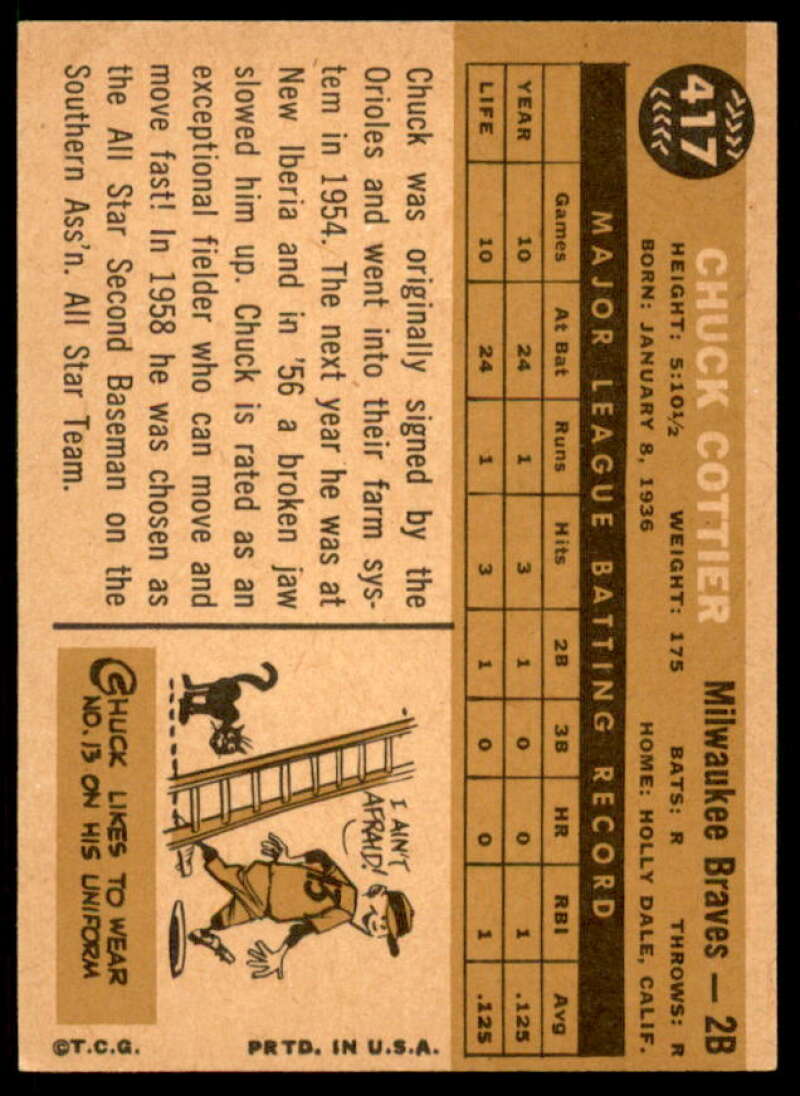 417
CHUCK COTTIER Milwaukee Braves — 2B
HEIGHT: 5:10½ WEIGHT: 175 BATS: R THROWS: R
BORN: JANUARY 8, 1936 HOME: HOLLY DALE, CALIF.
MAJOR LEAGUE BATTING RECORD
Games At Bat Runs Hits 2B 3B HR RBI Avg
YEAR 10 24 1 3 1 0 0 1 .125
LIFE 10 24 1 3 1 0 0 1 .125
Chuck was originally signed by the
Orioles and went into their farm sys-
tem in 1954. The next year he was at
New Iberia and in '56 a broken jaw
slowed him up. Chuck is rated as an
exceptional fielder who can move and
move fast! In 1958 he was chosen as
the All Star Second Baseman on the
Southern Ass'n. All Star Team.
I AIN'T
AFRAID!
13
CHUCK LIKES TO WEAR
NO. 13 ON HIS UNIFORM
©T.C.G. PRTD. IN U.S.A.